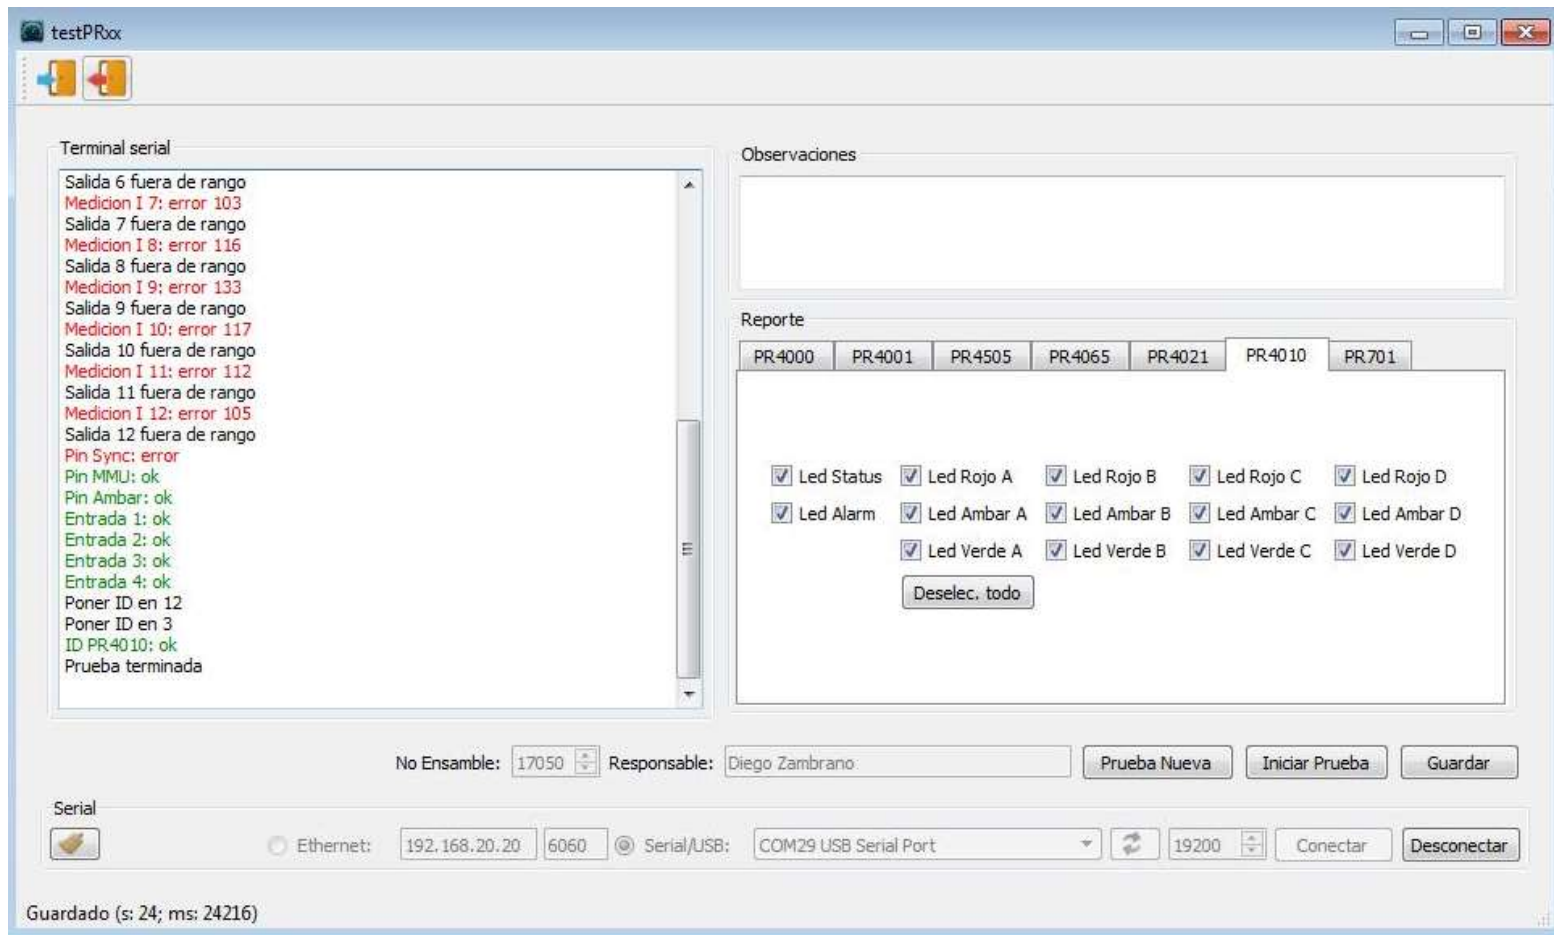 testPRxx
Terminal serial
Salida 6 fuera de rango
Medicion I 7: error 103
Salida 7 fuera de rango
Medicion I 8: error 116
Salida 8 fuera de rango
Medicion I 9: error 133
Salida 9 fuera de rango
Medicion I 10: error 117
Salida 10 fuera de rango
Medicion I 11: error 112
Salida 11 fuera de rango
Medicion I 12: error 105
Salida 12 fuera de rango
Pin Sync: error
Pin MMU: ok
Pin Ambar: ok
Entrada 1: ok
Entrada 2: ok
Entrada 3: ok
Entrada 4: ok
Poner ID en 12
Poner ID en 3
ID PR4010: ok
Prueba terminada
Observaciones
Reporte
PR4000 PR4001 PR4505 PR4065 PR4021 PR4010 PR701
Led Status Led Rojo A Led Rojo B Led Rojo C Led Rojo D
Led Alarm Led Ambar A Led Ambar B Led Ambar C Led Ambar D
Led Verde A Led Verde B Led Verde C Led Verde D
Deselec. todo
No Ensamble: 17050 Responsable: Diego Zambrano Prueba Nueva Iniciar Prueba Guardar
Serial
Ethernet: 192.168.20.20 6060 Serial/USB: COM29 USB Serial Port 19200 Conectar Desconectar
Guardado (s: 24; ms: 24216)